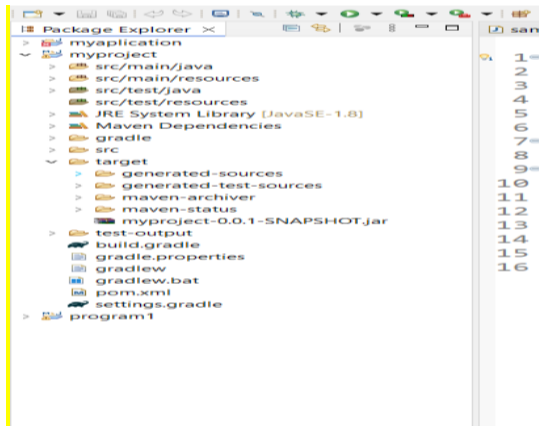 Package Explorer
myaplication
myproject
src/main/java
src/main/resources
src/test/java
src/test/resources
JRE System Library [JavaSE-1.8]
Maven Dependencies
gradle
src
target
generated-sources
generated-test-sources
maven-archiver
maven-status
myproject-0.0.1-SNAPSHOT.jar
test-output
build.gradle
gradle.properties
gradlew
gradlew.bat
pom.xml
settings.gradle
program1
san
1
2
3
4
5
6
7
8
9
10
11
12
13
14
15
16